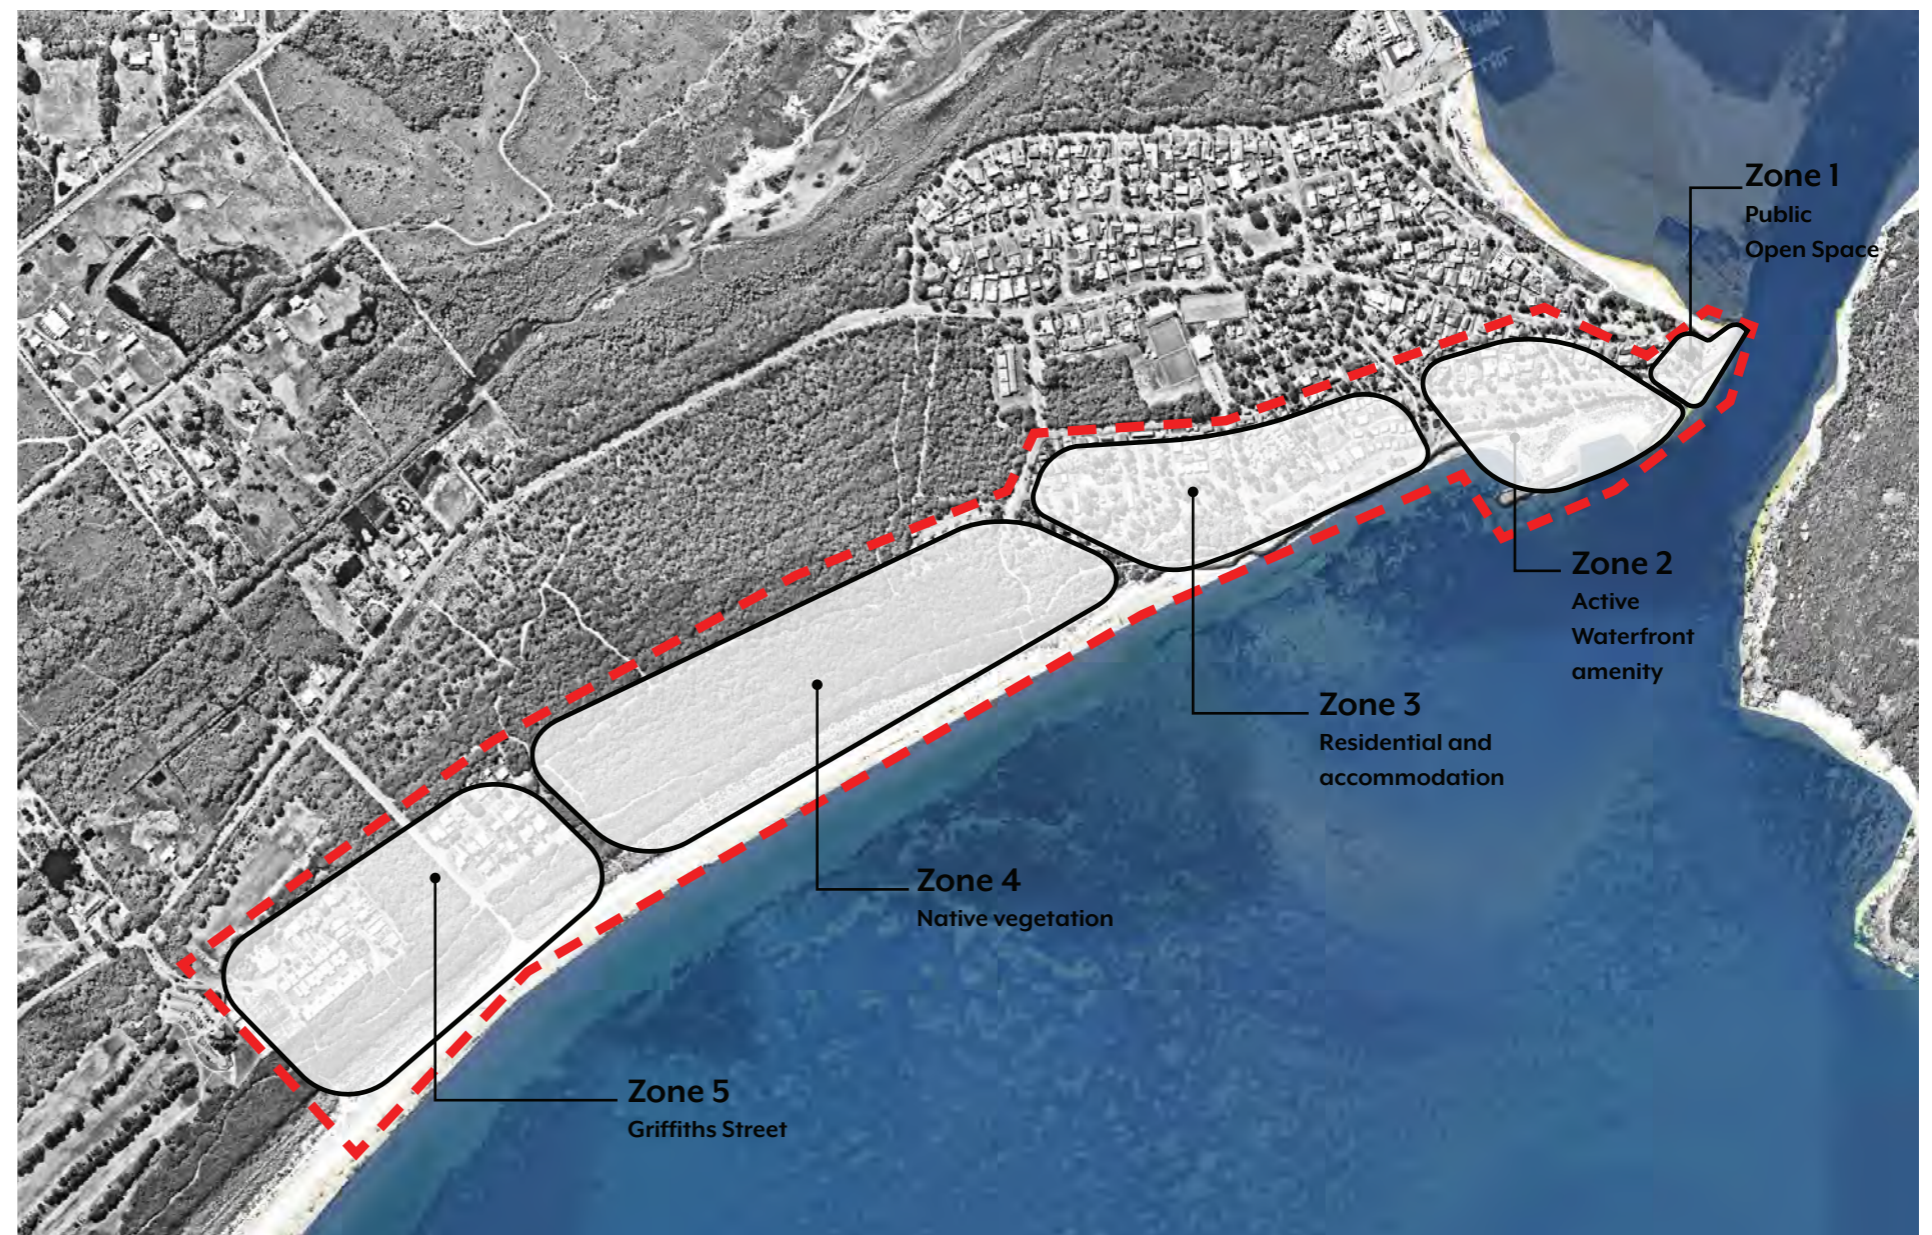 Zone 1
Public
Open Space
Zone 2
Active
Waterfront
amenity
Zone 3
Residential and
accommodation
Zone 4
Native vegetation
Zone 5
Griffiths Street